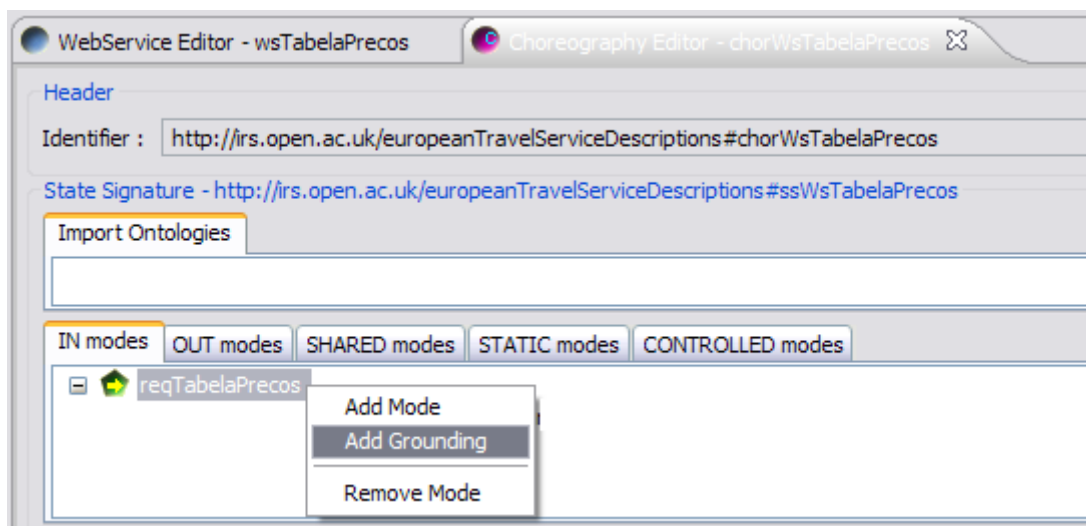 WebService Editor - wsTabelaPrecos Choreography Editor - chorWsTabelaPrecos
Header
Identifier : http://irs.open.ac.uk/europeanTravelServiceDescriptions#chorWsTabelaPrecos
State Signature - http://irs.open.ac.uk/europeanTravelServiceDescriptions#ssWsTabelaPrecos
Import Ontologies
IN modes OUT modes SHARED modes STATIC modes CONTROLLED modes
reqTabelaPrecos
Add Mode
Add Grounding
Remove Mode